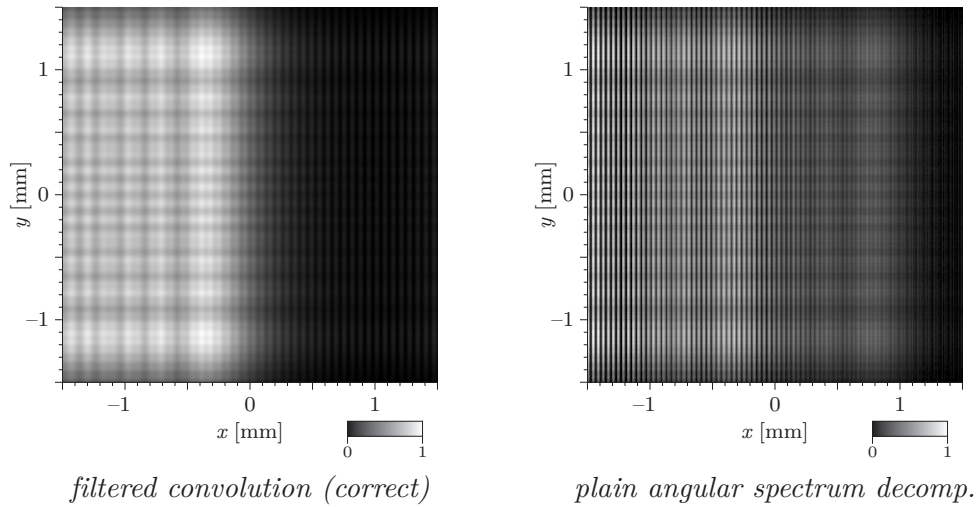 1
0
–1
y [mm]
–1 0 1
x [mm]
0 1
filtered convolution (correct)
1
0
–1
y [mm]
–1 0 1
x [mm]
0 1
plain angular spectrum decomp.